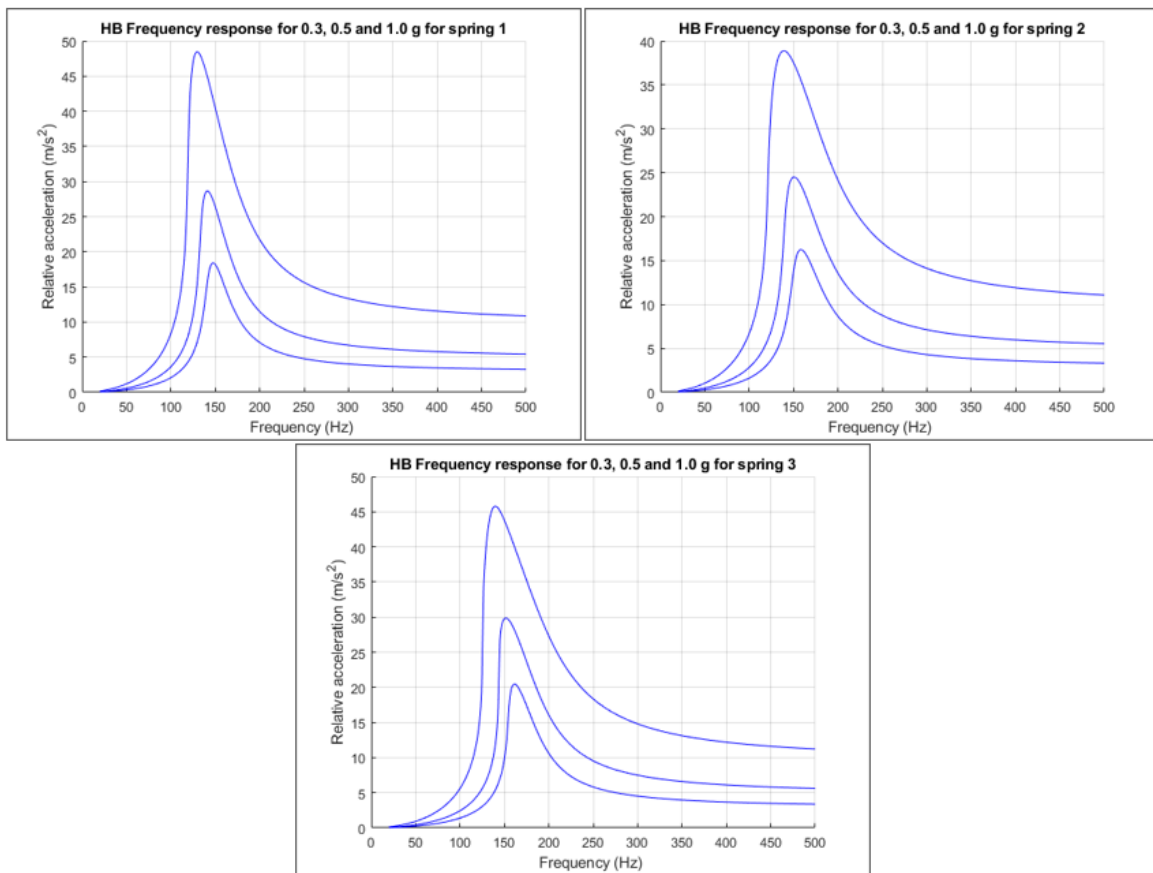 HB Frequency response for 0.3, 0.5 and 1.0 g for spring 1
50
45
40
35
30
25
20
15
10
5
0
Relative acceleration (m/s²)
0 50 100 150 200 250 300 350 400 450 500
Frequency (Hz)
HB Frequency response for 0.3, 0.5 and 1.0 g for spring 2
40
35
30
25
20
15
10
5
0
Relative acceleration (m/s²)
0 50 100 150 200 250 300 350 400 450 500
Frequency (Hz)
HB Frequency response for 0.3, 0.5 and 1.0 g for spring 3
50
45
40
35
30
25
20
15
10
5
0
Relative acceleration (m/s²)
0 50 100 150 200 250 300 350 400 450 500
Frequency (Hz)